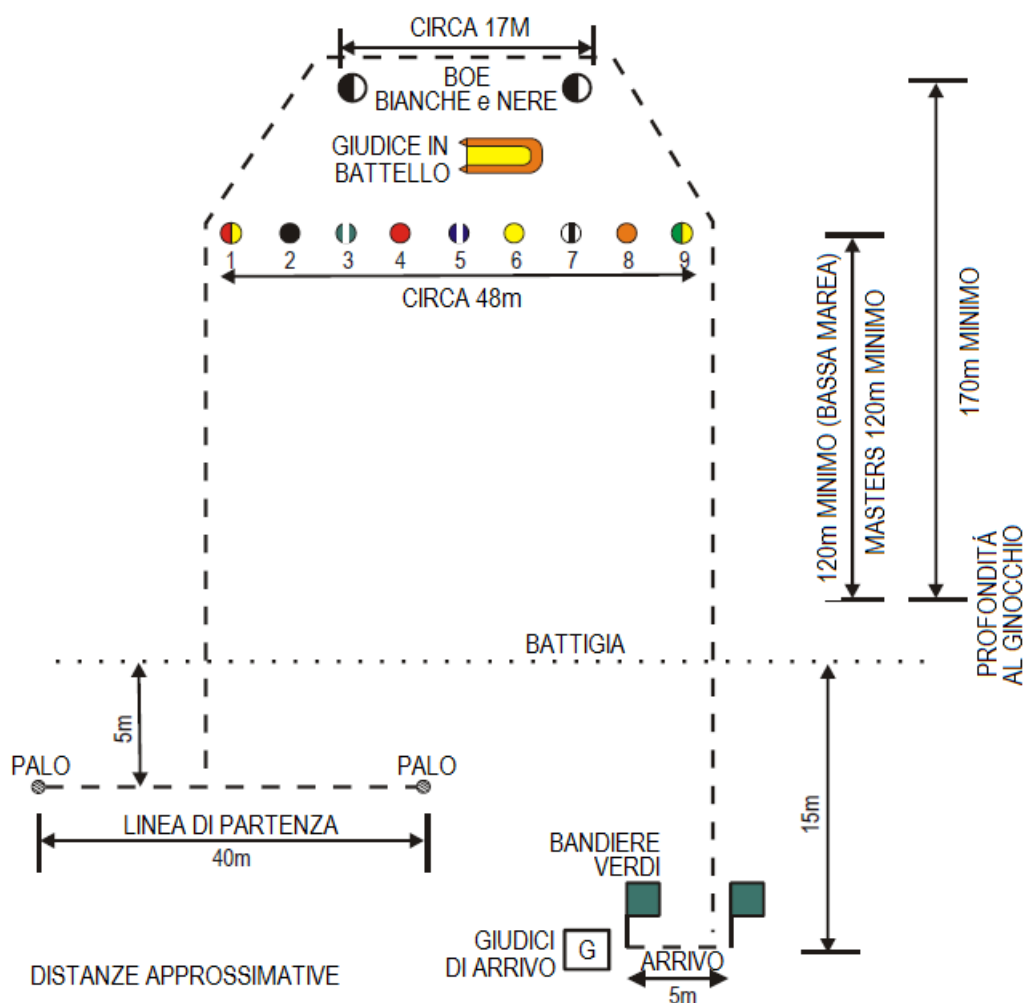 CIRCA 17M
BOE
BIANCHE e NERE
GIUDICE IN
BATTELLO
1 2 3 4 5 6 7 8 9
CIRCA 48m
120m MINIMO (BASSA MAREA)
MASTERS 120m MINIMO
170m MINIMO
PROFONDITÁ
AL GINOCCHIO
BATTIGIA
5m
PALO
PALO
LINEA DI PARTENZA
40m
15m
BANDIERE
VERDI
GIUDICI
DI ARRIVO
G
ARRIVO
5m
DISTANZE APPROSSIMATIVE